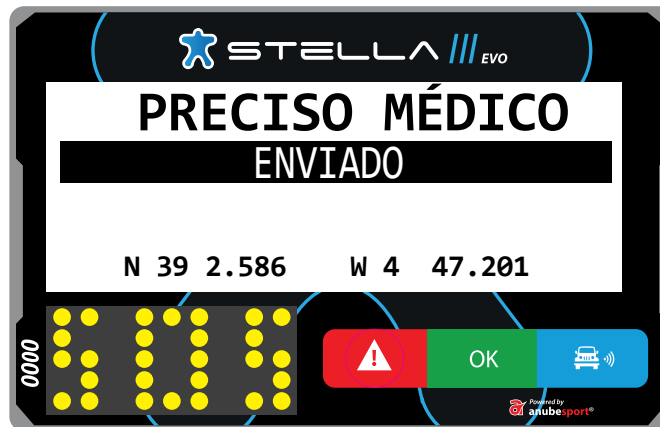 STELLA III EVO
PRECISO MÉDICO
ENVIADO
N 39 2.586 W 4 47.201
SOS
0000
OK
Powered by
anubesport®